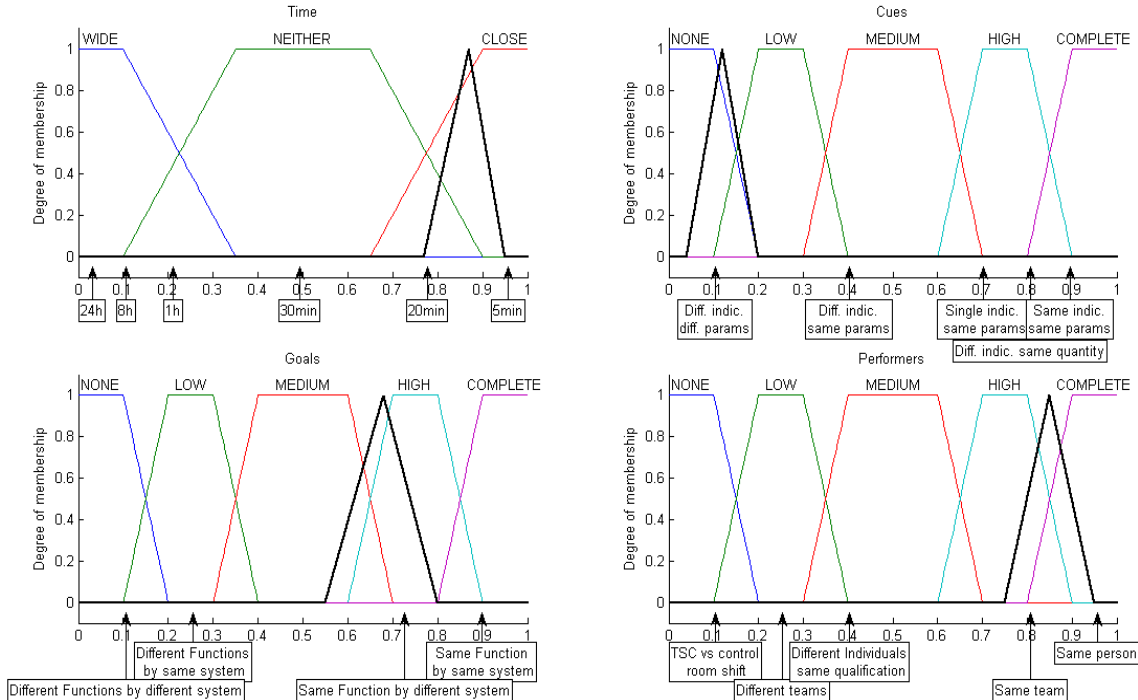 Time
WIDE NEITHER CLOSE
Degree of membership
1
0.8
0.6
0.4
0.2
0
0 0.1 0.2 0.3 0.4 0.5 0.6 0.7 0.8 0.9 1
24h 8h 1h 30min 20min 5min
Cues
NONE LOW MEDIUM HIGH COMPLETE
Degree of membership
1
0.8
0.6
0.4
0.2
0
0 0.1 0.2 0.3 0.4 0.5 0.6 0.7 0.8 0.9 1
Diff. indic.
diff. params
Diff. indic.
same params
Single indic.
same params
Same indic.
same params
Diff. indic. same quantity
Goals
NONE LOW MEDIUM HIGH COMPLETE
Degree of membership
1
0.8
0.6
0.4
0.2
0
0 0.1 0.2 0.3 0.4 0.5 0.6 0.7 0.8 0.9 1
Different Functions
by same system
Same Function
by same system
Different Functions by different system
Same Function by different system
Performers
NONE LOW MEDIUM HIGH COMPLETE
Degree of membership
1
0.8
0.6
0.4
0.2
0
0 0.1 0.2 0.3 0.4 0.5 0.6 0.7 0.8 0.9 1
TSC vs control
room shift
Different Individuals
same qualification
Same person
Different teams
Same team